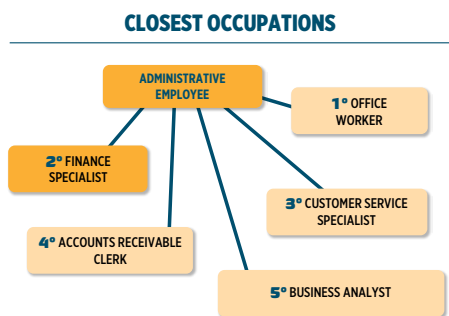 CLOSEST OCCUPATIONS
ADMINISTRATIVE
EMPLOYEE
1º OFFICE
WORKER
2º FINANCE
SPECIALIST
3º CUSTOMER SERVICE
SPECIALIST
4º ACCOUNTS RECEIVABLE
CLERK
5º BUSINESS ANALYST